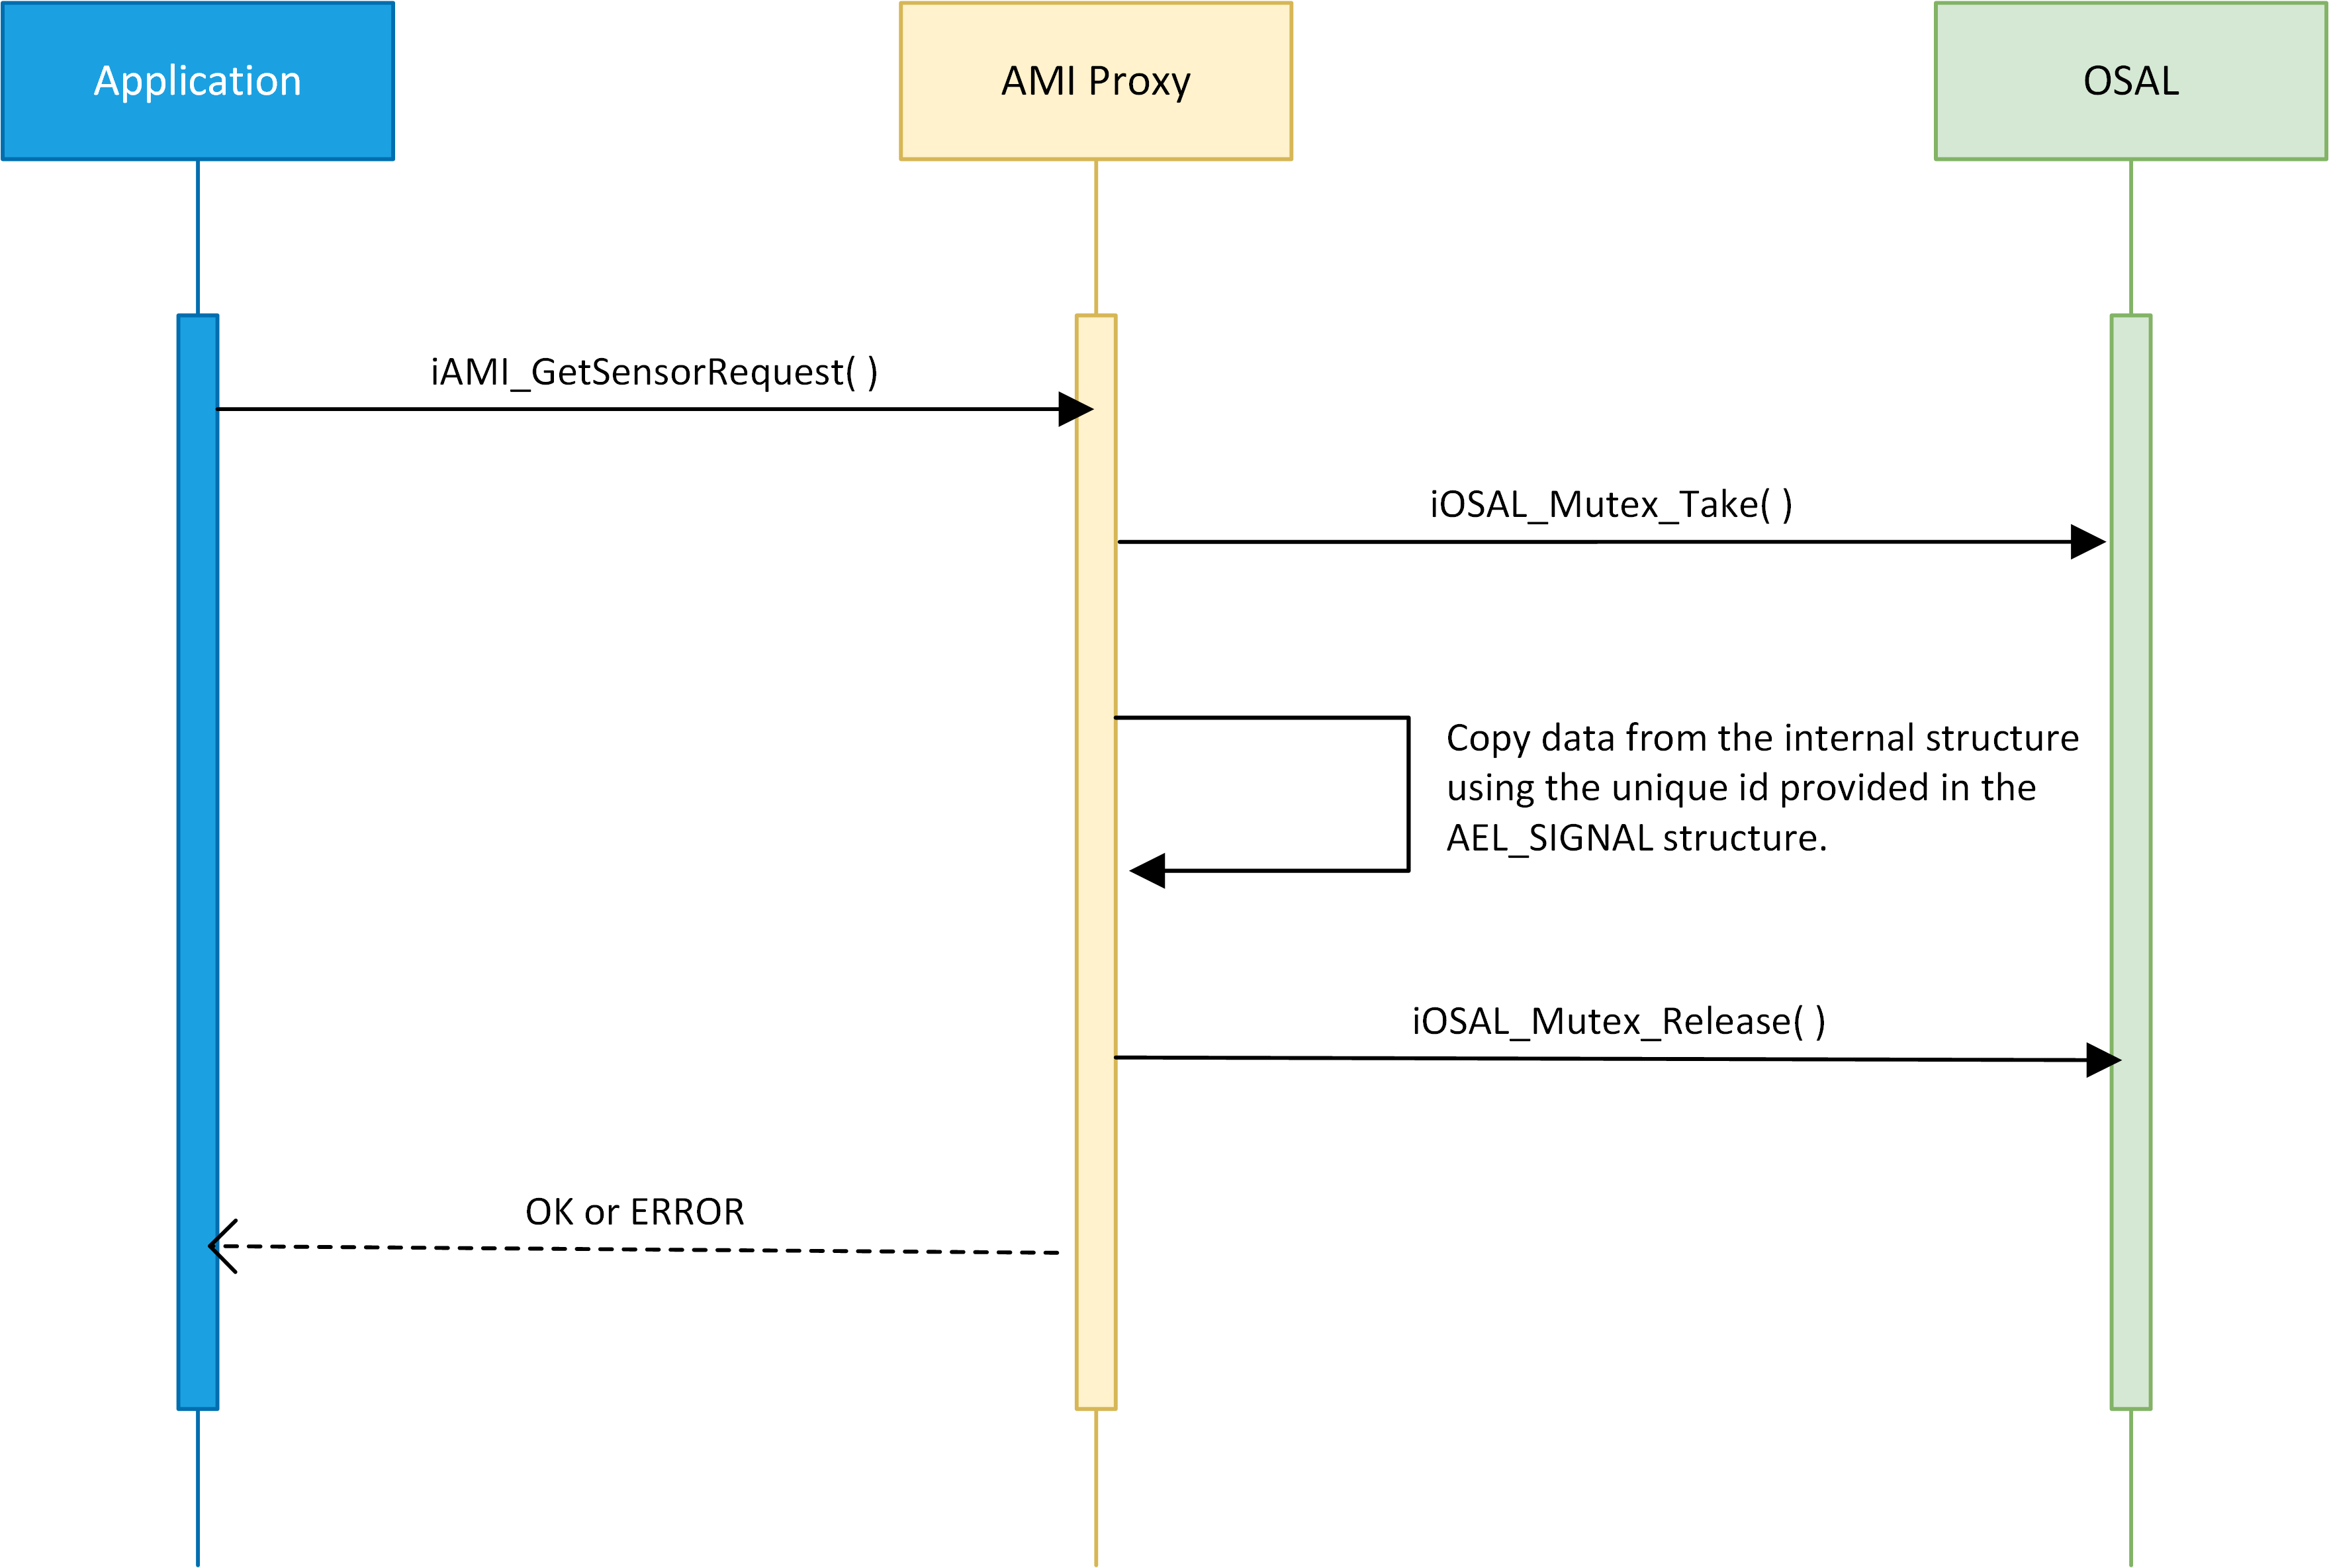 Application
AMI Proxy
OSAL
iAMI_GetSensorRequest( )
iOSAL_Mutex_Take( )
Copy data from the internal structure
using the unique id provided in the
AEL_SIGNAL structure.
iOSAL_Mutex_Release( )
OK or ERROR